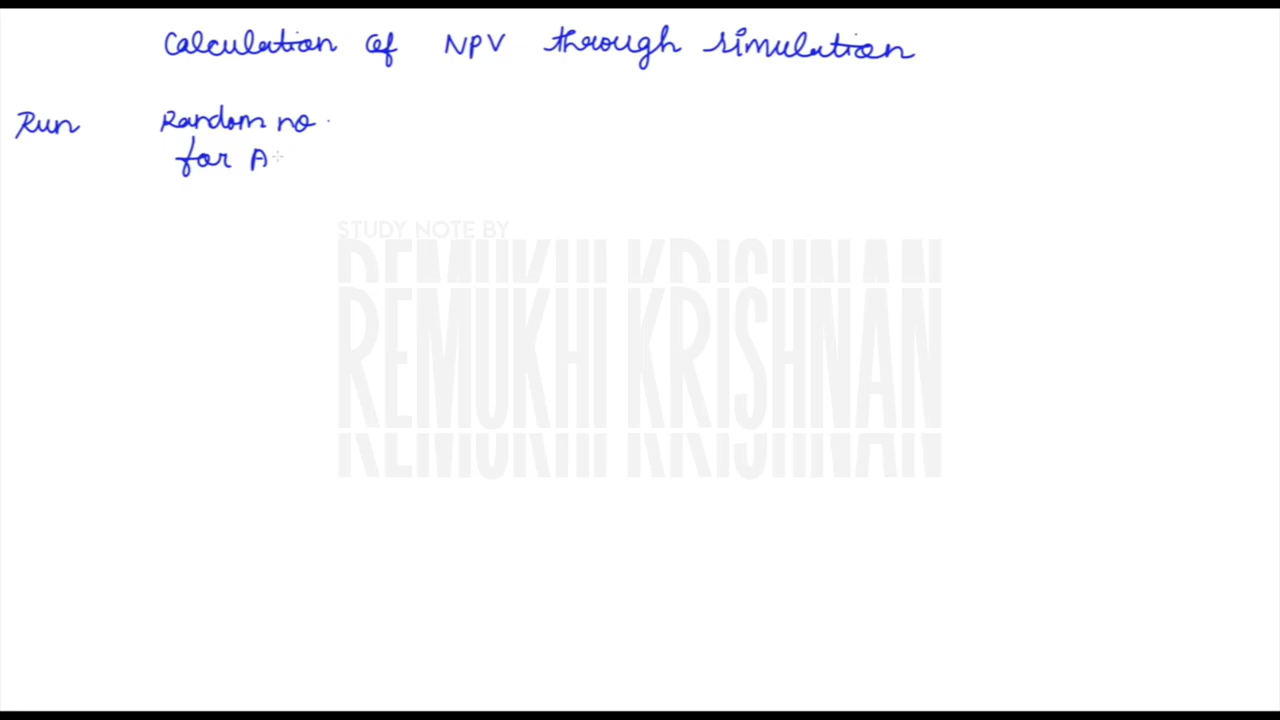 Calculation of NPV through simulation
Run Random no.
for A
STUDY NOTE BY
REMUKHI KRISHNAN